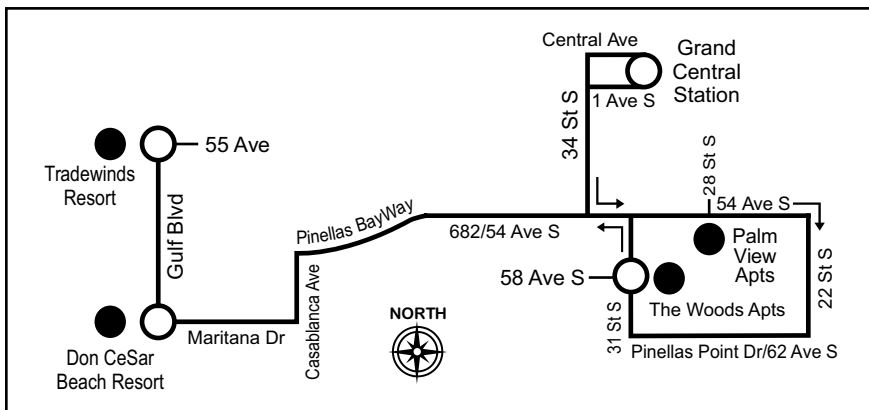 Central Ave
Grand
Central
Station
1 Ave S
34 St S
55 Ave
Tradewinds
Resort
Gulf Blvd
28 St S
54 Ave S
Pinellas BayWay
682/54 Ave S
Palm
View
Apts
22 St S
58 Ave S
The Woods Apts
Casablanca Ave
NORTH
31 St S
Maritana Dr
Pinellas Point Dr/62 Ave S
Don CeSar
Beach Resort